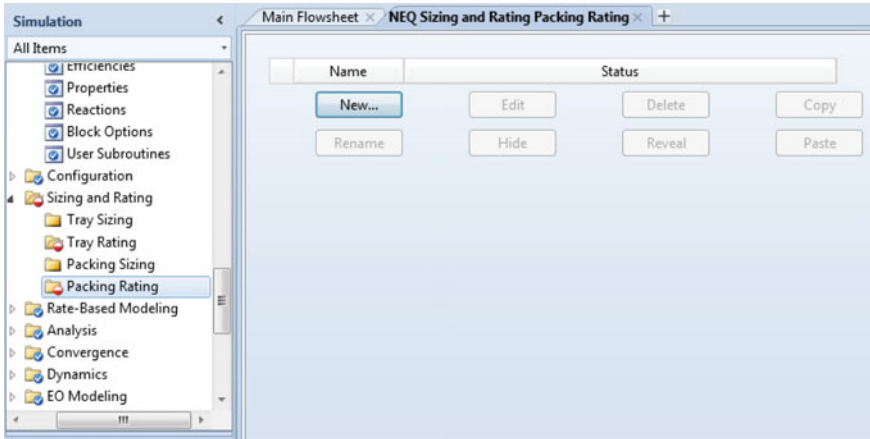 Simulation
Main Flowsheet
NEQ Sizing and Rating Packing Rating
All Items
Efficiencies
Properties
Reactions
Block Options
User Subroutines
Configuration
Sizing and Rating
Tray Sizing
Tray Rating
Packing Sizing
Packing Rating
Rate-Based Modeling
Analysis
Convergence
Dynamics
EO Modeling
Name Status
New... Edit Delete Copy
Rename Hide Reveal Paste